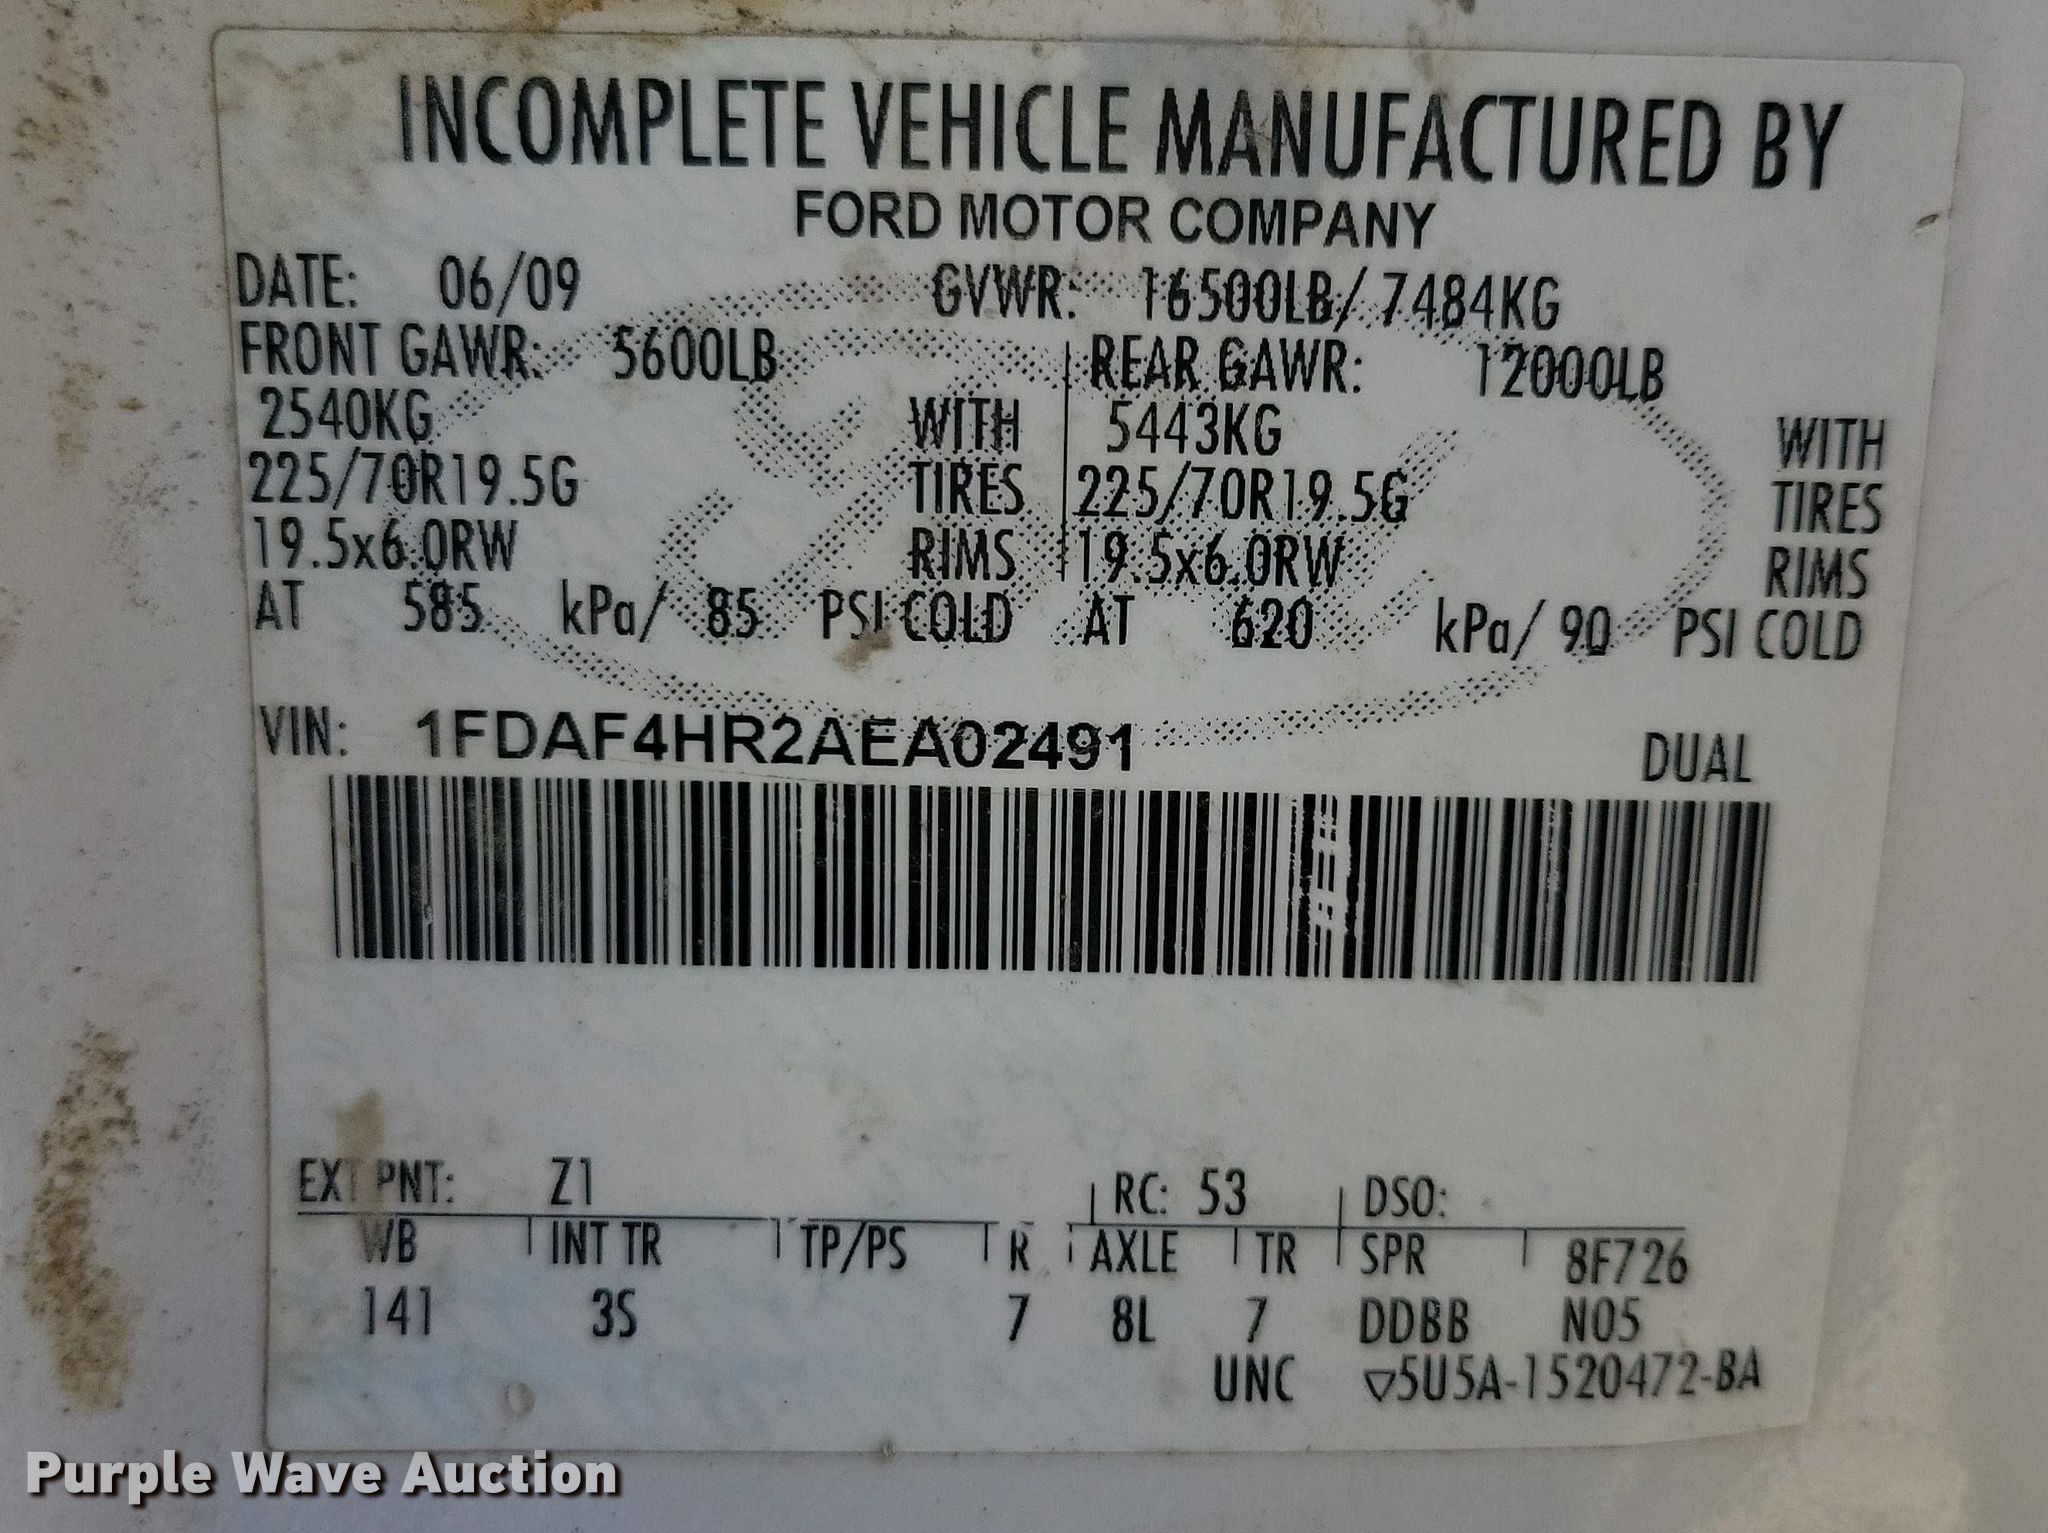 INCOMPLETE VEHICLE MANUFACTURED BY
FORD MOTOR COMPANY
DATE: 06/09 GVWR: 16500LB/ 7484KG
FRONT GAWR: 5600LB REAR GAWR: 12000LB
2540KG WITH 5443KG WITH
225/70R19.5G TIRES 225/70R19.5G TIRES
19.5x6.0RW RIMS 19.5x6.0RW RIMS
AT 585 kPa/ 85 PSI COLD AT 620 kPa/ 90 PSI COLD
VIN: 1FDAF4HR2AEA02491 DUAL
EXT PNT: Z1 RC: 53 DSO:
WB INT TR TP/PS R AXLE TR SPR 8F726
141 3S 7 8L 7 DDBB N05
UNC ▽5U5A-1520472-BA
Purple Wave Auction